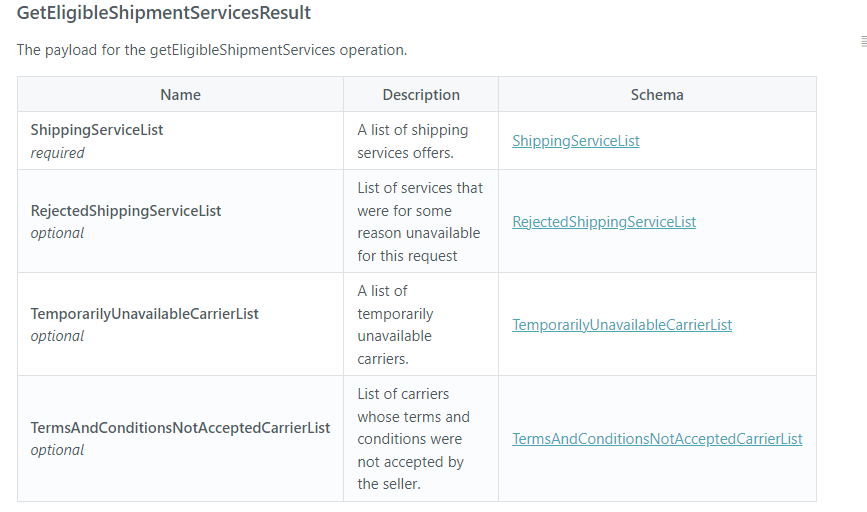 GetEligibleShipmentServicesResult
The payload for the getEligibleShipmentServices operation.
Name Description Schema
ShippingServiceList
required
A list of shipping
services offers.
ShippingServiceList
RejectedShippingServiceList
optional
List of services that
were for some
reason unavailable
for this request
RejectedShippingServiceList
TemporarilyUnavailableCarrierList
optional
A list of
temporarily
unavailable
carriers.
TemporarilyUnavailableCarrierList
TermsAndConditionsNotAcceptedCarrierList
optional
List of carriers
whose terms and
conditions were
not accepted by
the seller.
TermsAndConditionsNotAcceptedCarrierList